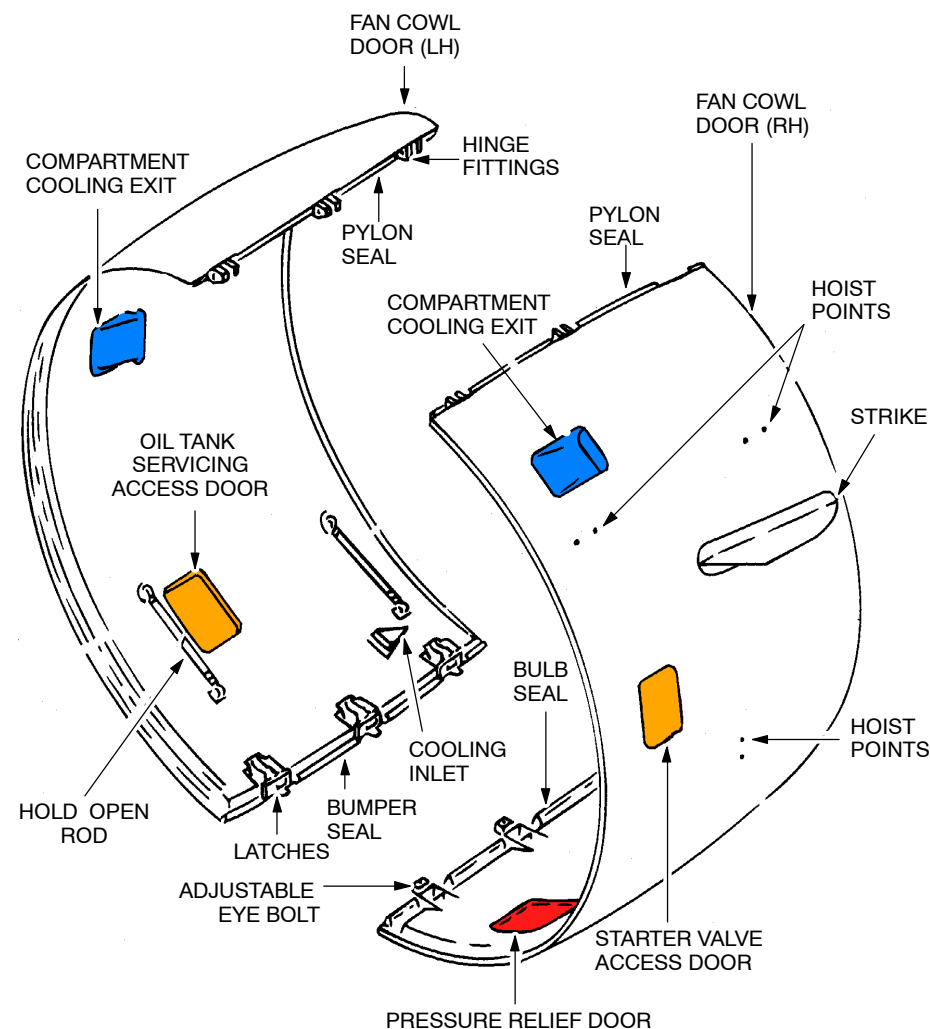 FAN COWL
DOOR (LH)
FAN COWL
DOOR (RH)
HINGE
FITTINGS
COMPARTMENT
COOLING EXIT
PYLON
SEAL
PYLON
SEAL
HOIST
POINTS
COMPARTMENT
COOLING EXIT
STRIKE
OIL TANK
SERVICING
ACCESS DOOR
BULB
SEAL
HOIST
POINTS
COOLING
INLET
HOLD OPEN
ROD
BUMPER
SEAL
LATCHES
ADJUSTABLE
EYE BOLT
STARTER VALVE
ACCESS DOOR
PRESSURE RELIEF DOOR